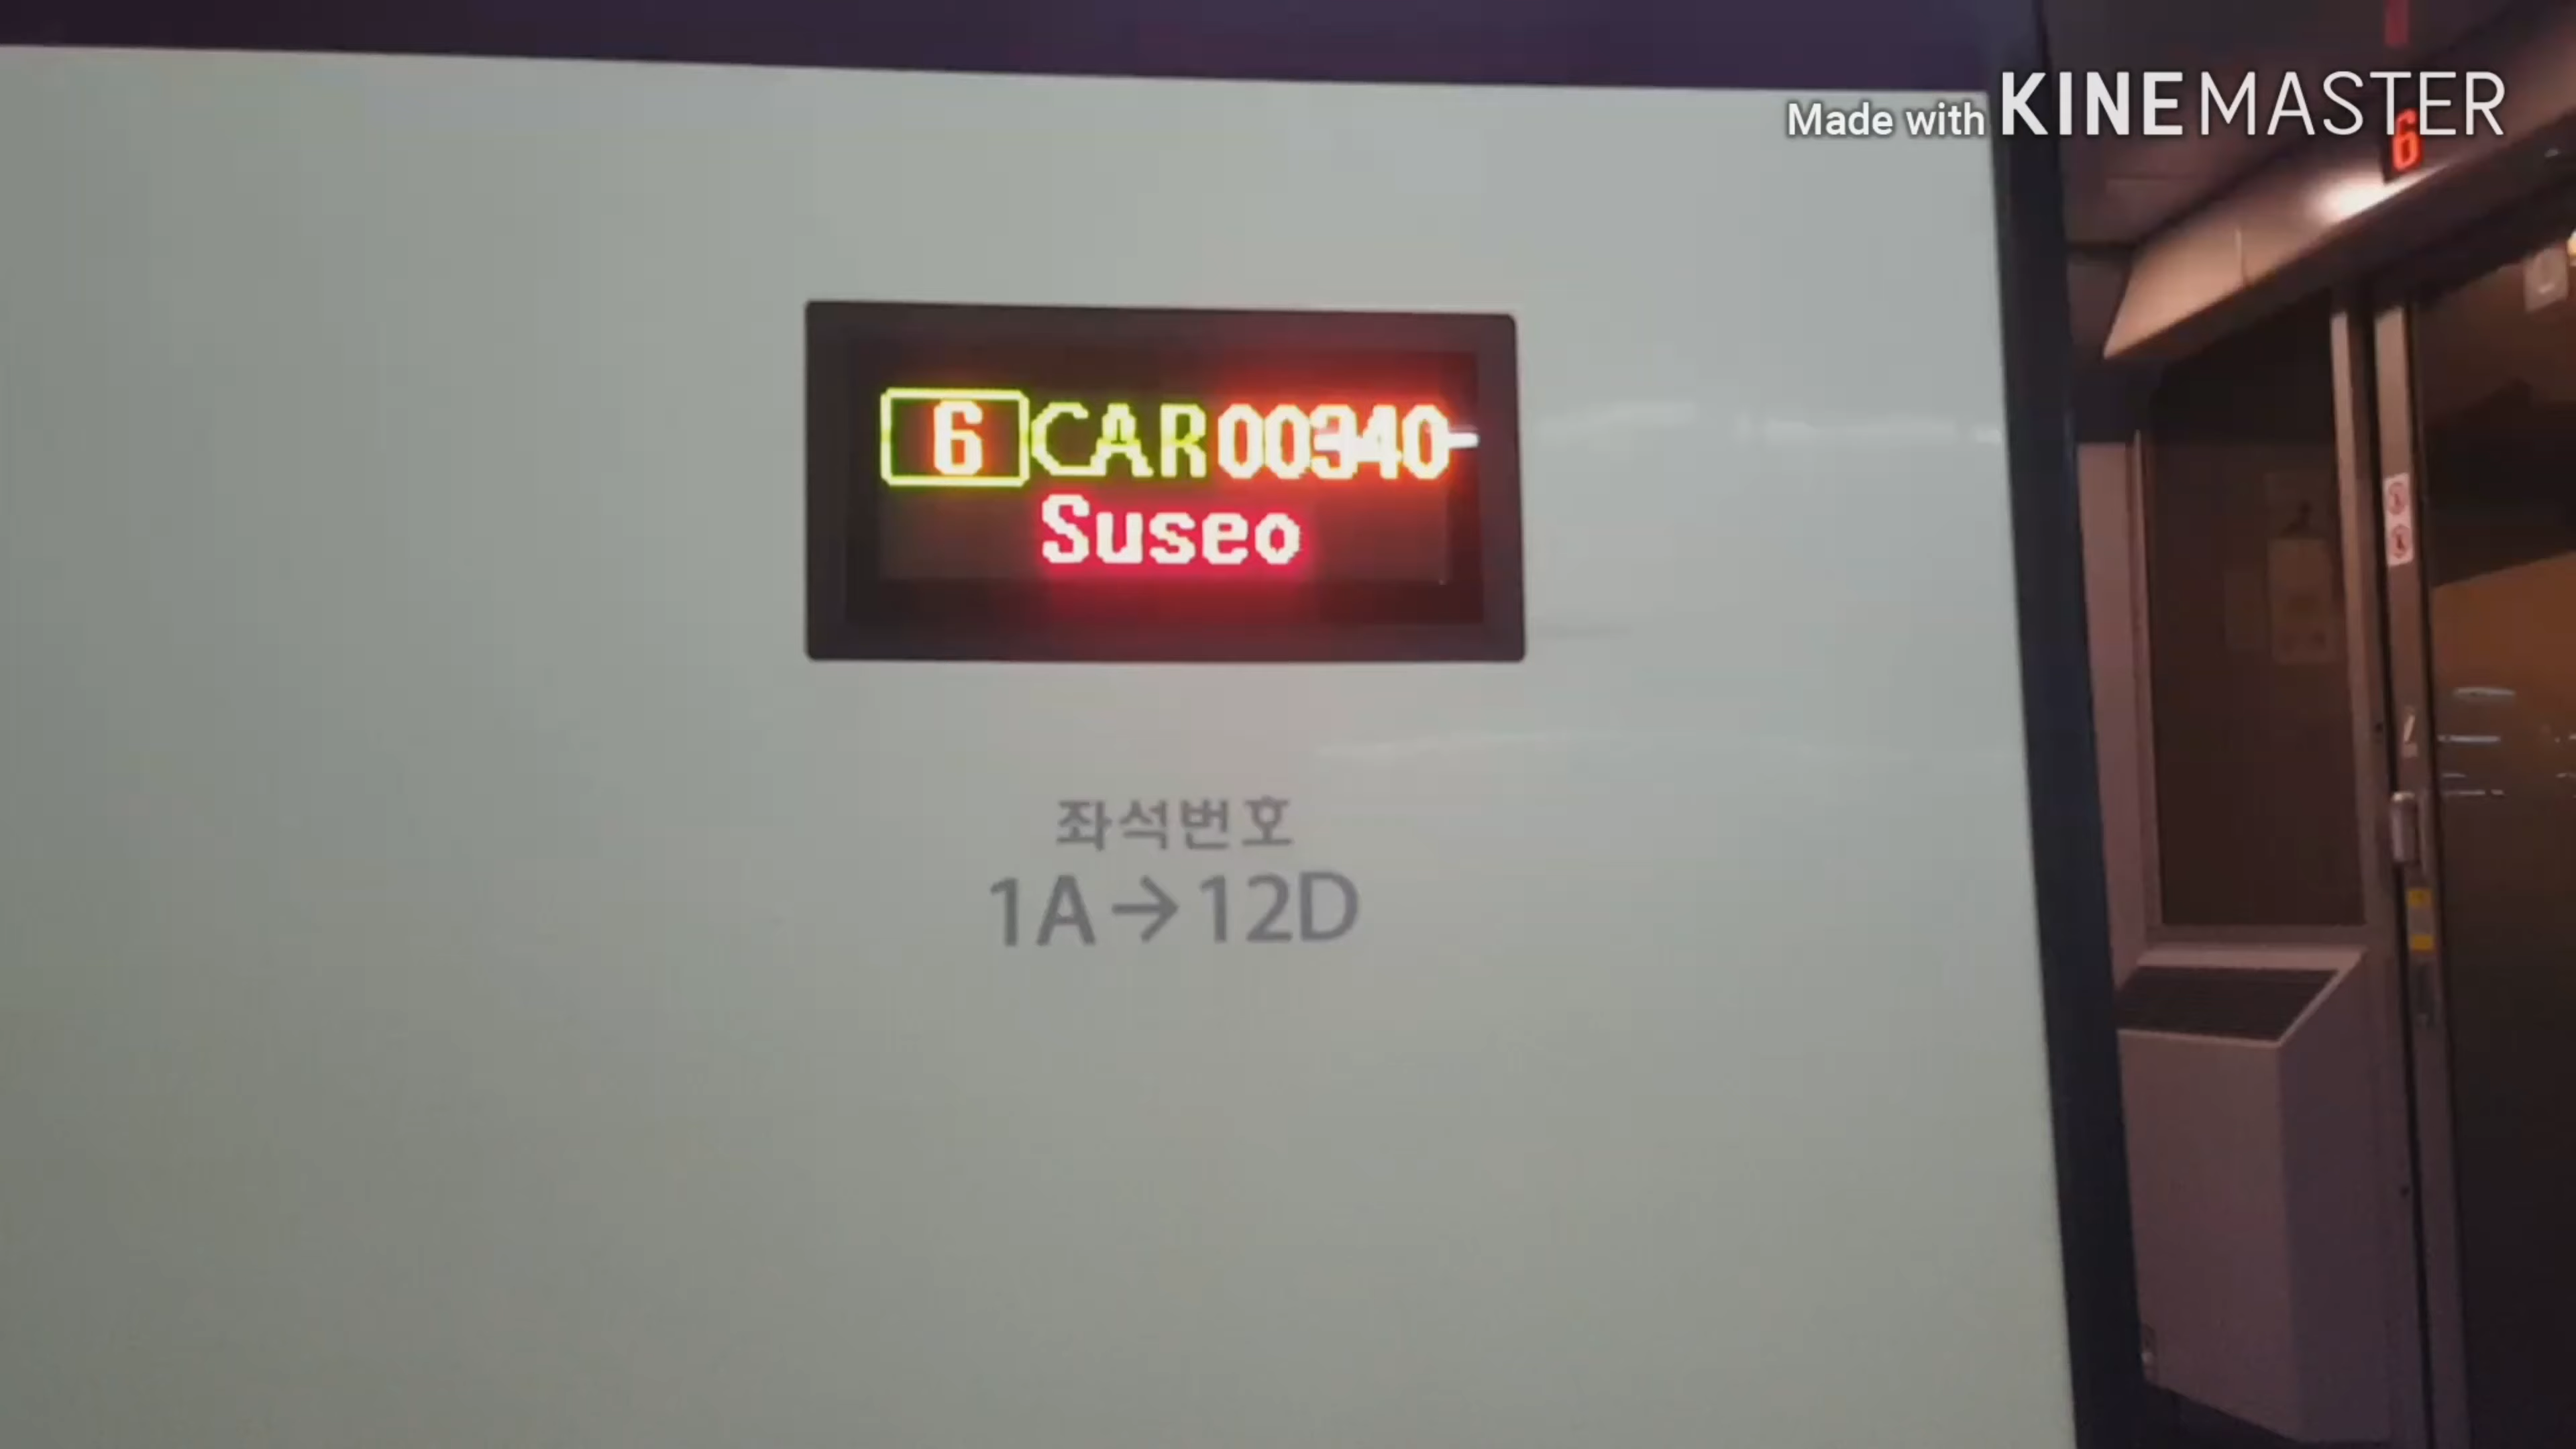 Made with KINEMASTER
6
6 CAR 00340
Suseo
좌석번호
1A→12D